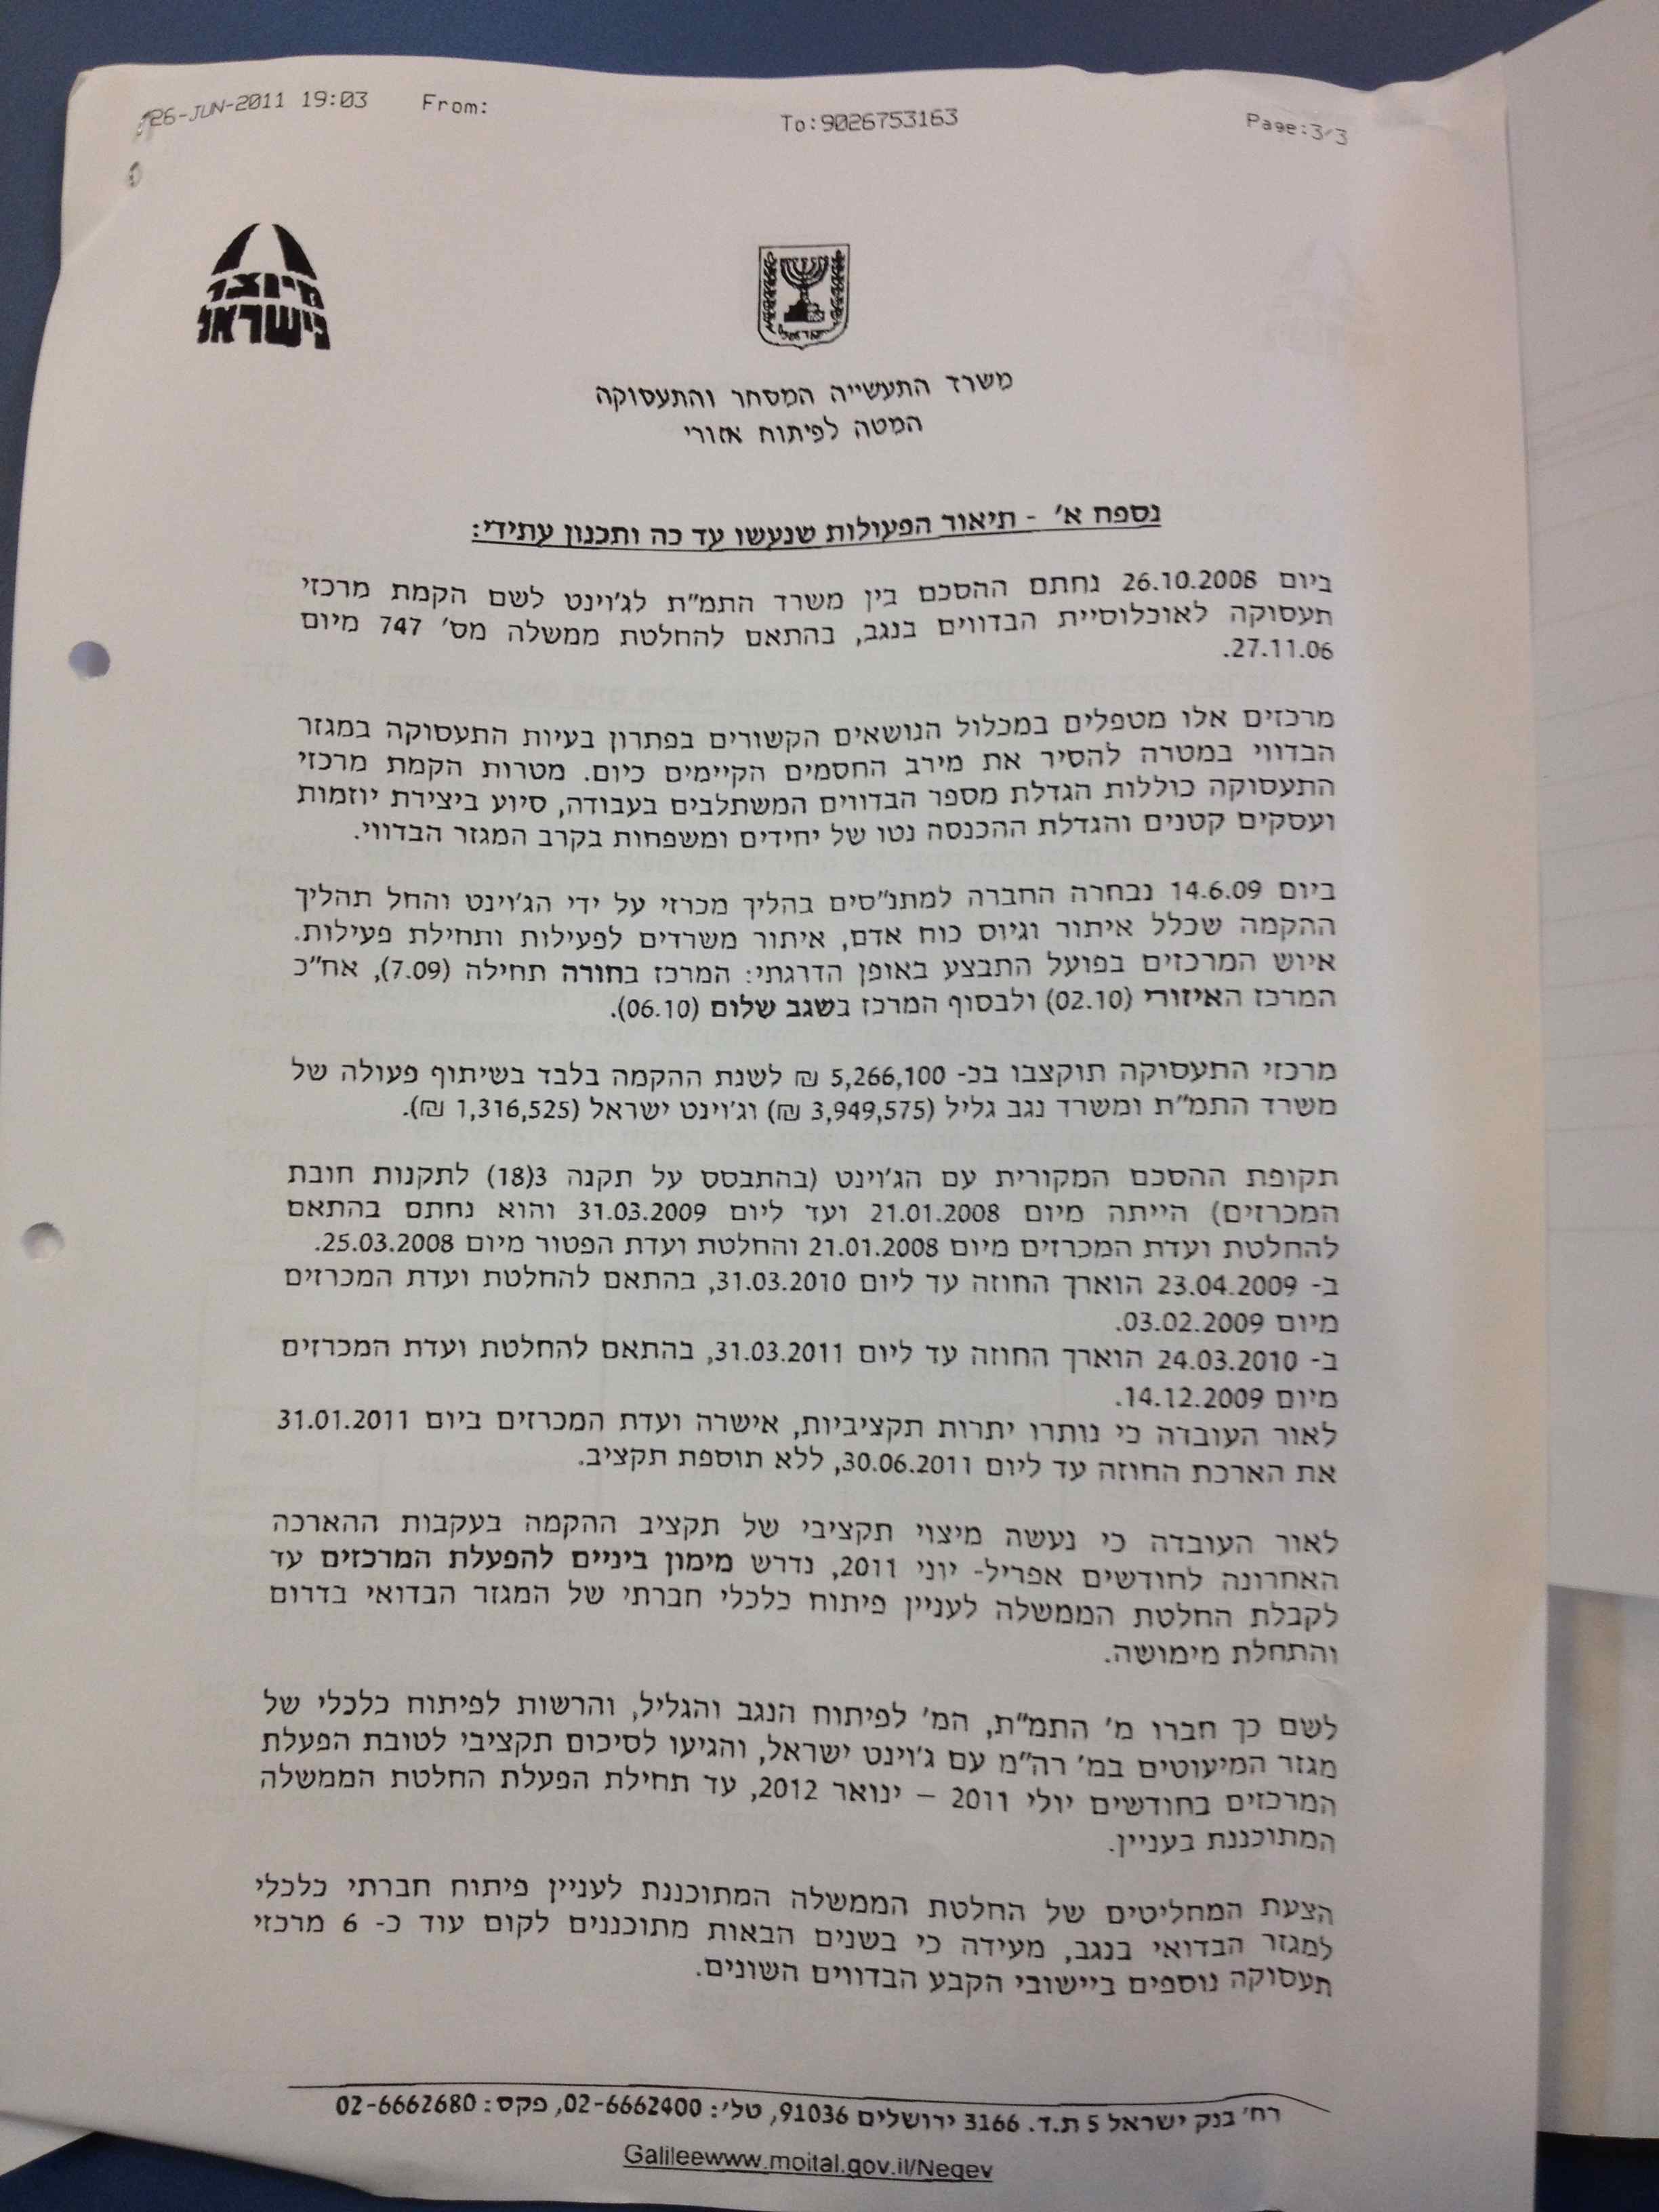 26-JUN-2011 19:03 From: To:9026753163 Page:3/3
מיוצר
בישראל
ישראל
משרד התעשייה המסחר והתעסוקה
המטה לפיתוח אזורי
נספח א' - תיאור הפעולות שנעשו עד כה ותכנון עתידי:
ביום 26.10.2008 נחתם ההסכם בין משרד התמ"ת לג'וינט לשם הקמת מרכזי
תעסוקה לאוכלוסיית הבדווים בנגב, בהתאם להחלטת ממשלה מס' 747 מיום
27.11.06.
מרכזים אלו מטפלים במכלול הנושאים הקשורים בפתרון בעיות התעסוקה במגזר
הבדווי במטרה להסיר את מירב החסמים הקיימים כיום. מטרות הקמת מרכזי
התעסוקה כוללות הגדלת מספר הבדווים המשתלבים בעבודה, סיוע ביצירת יוזמות
ועסקים קטנים והגדלת ההכנסה נטו של יחידים ומשפחות בקרב המגזר הבדווי.
ביום 14.6.09 נבחרה החברה למתנ"סים בהליך מכרזי על ידי הג'וינט והחל תהליך
ההקמה שכלל איתור וגיוס כוח אדם, איתור משרדים לפעילות ותחילת פעילות.
איוש המרכזים בפועל התבצע באופן הדרגתי: המרכז בחורה תחילה (7.09), אח"כ
המרכז האיזורי (02.10) ולבסוף המרכז בשגב שלום (06.10).
מרכזי התעסוקה תוקצבו בכ- 5,266,100 ₪ לשנת ההקמה בלבד בשיתוף פעולה של
משרד התמ"ת ומשרד נגב גליל (3,949,575 ₪) וג'וינט ישראל (1,316,525 ₪).
תקופת ההסכם המקורית עם הג'וינט (בהתבסס על תקנה 3(18) לתקנות חובת
המכרזים) הייתה מיום 21.01.2008 ועד ליום 31.03.2009 והוא נחתם בהתאם
להחלטת ועדת המכרזים מיום 21.01.2008 והחלטת ועדת הפטור מיום 25.03.2008.
ב- 23.04.2009 הוארך החוזה עד ליום 31.03.2010, בהתאם להחלטת ועדת המכרזים
מיום 03.02.2009.
ב- 24.03.2010 הוארך החוזה עד ליום 31.03.2011, בהתאם להחלטת ועדת המכרזים
מיום 14.12.2009.
לאור העובדה כי נותרו יתרות תקציביות, אישרה ועדת המכרזים ביום 31.01.2011
את הארכת החוזה עד ליום 30.06.2011, ללא תוספת תקציב.
לאור העובדה כי נעשה מיצוי תקציבי של תקציב ההקמה בעקבות ההארכה
האחרונה לחודשים אפריל- יוני 2011, נדרש מימון ביניים להפעלת המרכזים עד
לקבלת החלטת הממשלה לעניין פיתוח כלכלי חברתי של המגזר הבדואי בדרום
והתחלת מימושה.
לשם כך חברו מ' התמ"ת, המ' לפיתוח הנגב והגליל, והרשות לפיתוח כלכלי של
מגזר המיעוטים במ' רה"מ עם ג'וינט ישראל, והגיעו לסיכום תקציבי לטובת הפעלת
המרכזים בחודשים יולי 2011 – ינואר 2012, עד תחילת הפעלת החלטת הממשלה
המתוכננת בעניין.
הצעת המחליטים של החלטת הממשלה המתוכננת לעניין פיתוח חברתי כלכלי
למגזר הבדואי בנגב, מעידה כי בשנים הבאות מתוכננים לקום עוד כ- 6 מרכזי
תעסוקה נוספים ביישובי הקבע הבדווים השונים.
רח' בנק ישראל 5 ת.ד. 3166 ירושלים 91036, טל': 02-6662400, פקס: 02-6662680
Galileewww.moital.gov.il/Negev